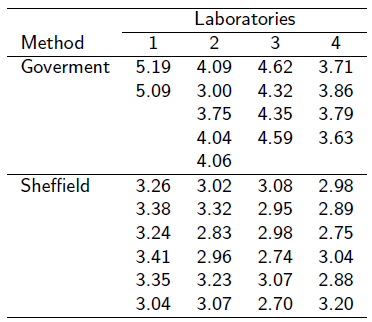 Laboratories
Method 1 2 3 4
Goverment 5.19 4.09 4.62 3.71
5.09 3.00 4.32 3.86
3.75 4.35 3.79
4.04 4.59 3.63
4.06
Sheffield 3.26 3.02 3.08 2.98
3.38 3.32 2.95 2.89
3.24 2.83 2.98 2.75
3.41 2.96 2.74 3.04
3.35 3.23 3.07 2.88
3.04 3.07 2.70 3.20